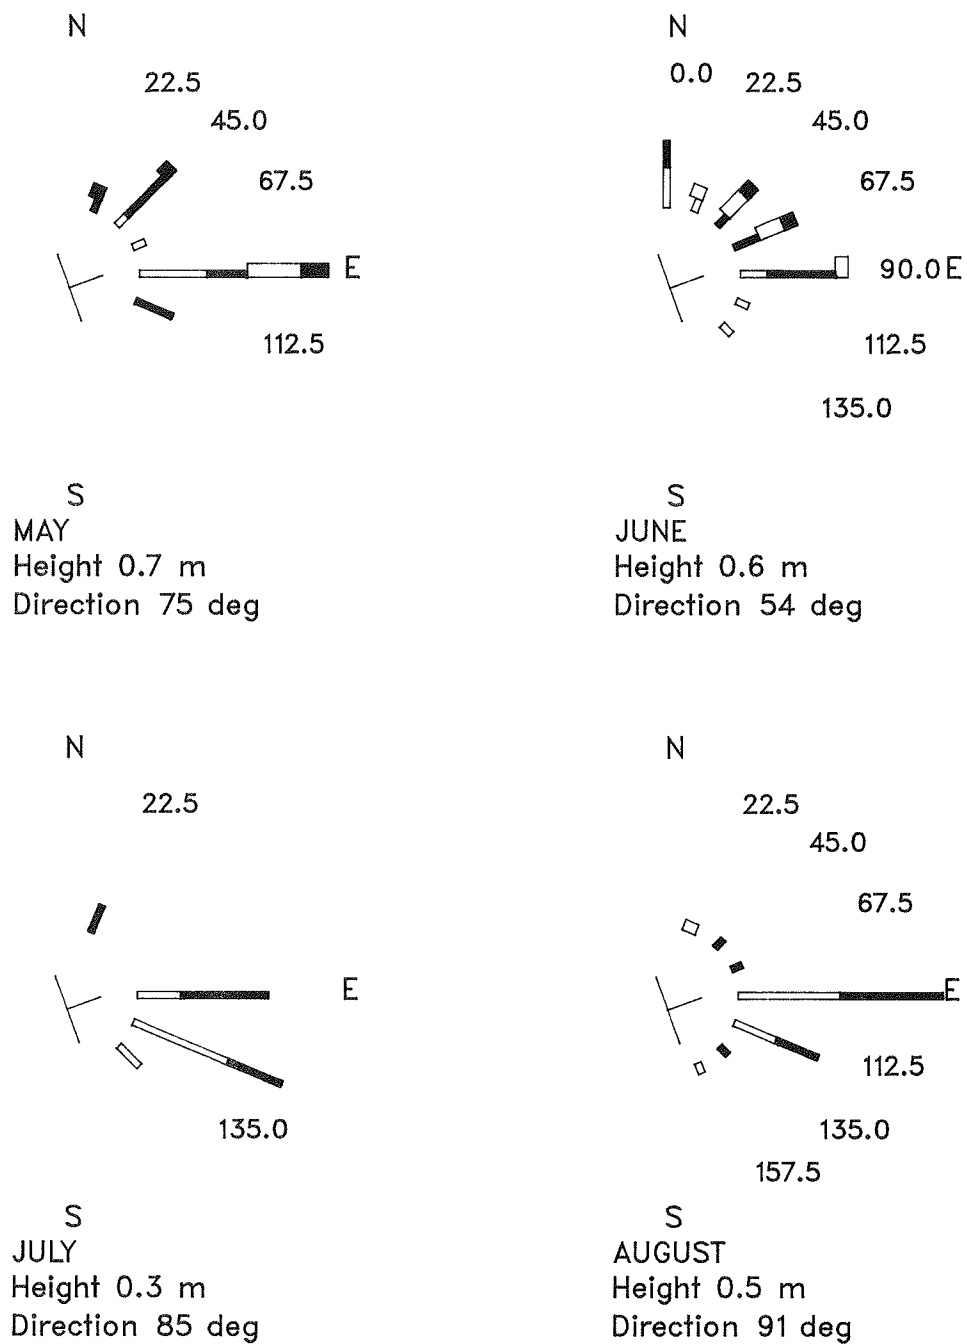 N
22.5
45.0
67.5
E
112.5
S
MAY
Height 0.7 m
Direction 75 deg
N
0.0 22.5
45.0
67.5
90.0 E
112.5
135.0
S
JUNE
Height 0.6 m
Direction 54 deg
N
22.5
E
135.0
S
JULY
Height 0.3 m
Direction 85 deg
N
22.5
45.0
67.5
E
112.5
135.0
157.5
S
AUGUST
Height 0.5 m
Direction 91 deg